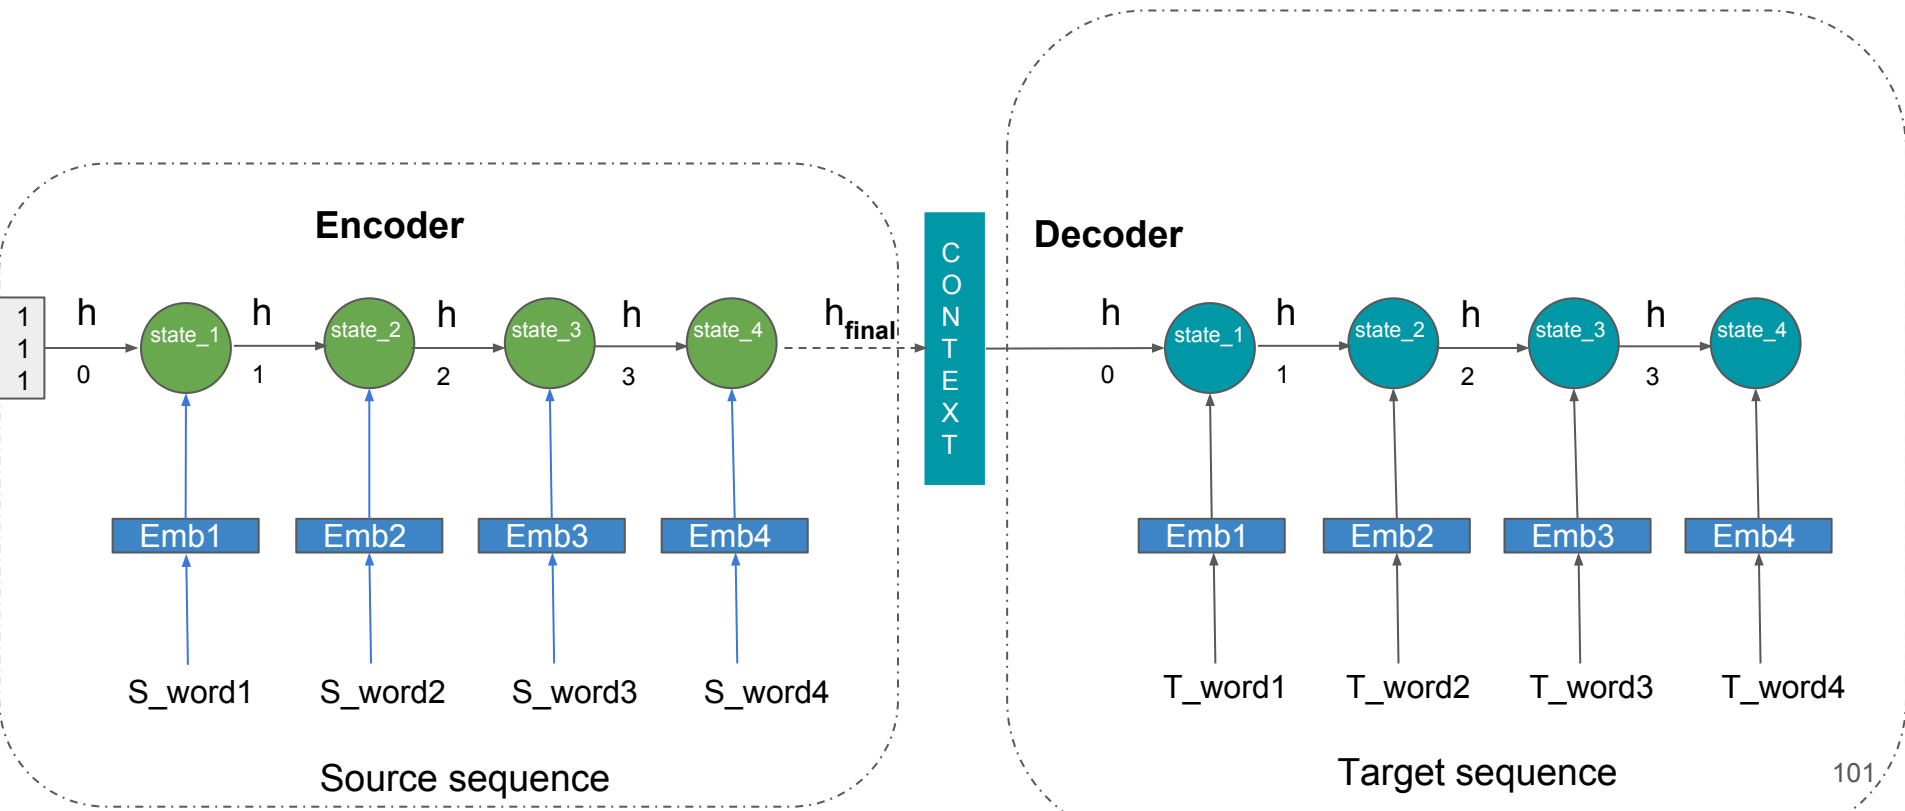 Encoder
1
1
1
h
0
state_1
h
1
state_2
h
2
state_3
h
3
state_4
h final
Emb1 Emb2 Emb3 Emb4
S_word1 S_word2 S_word3 S_word4
Source sequence
C
O
N
T
E
X
T
Decoder
h
0
state_1
h
1
state_2
h
2
state_3
h
3
state_4
Emb1 Emb2 Emb3 Emb4
T_word1 T_word2 T_word3 T_word4
Target sequence
101